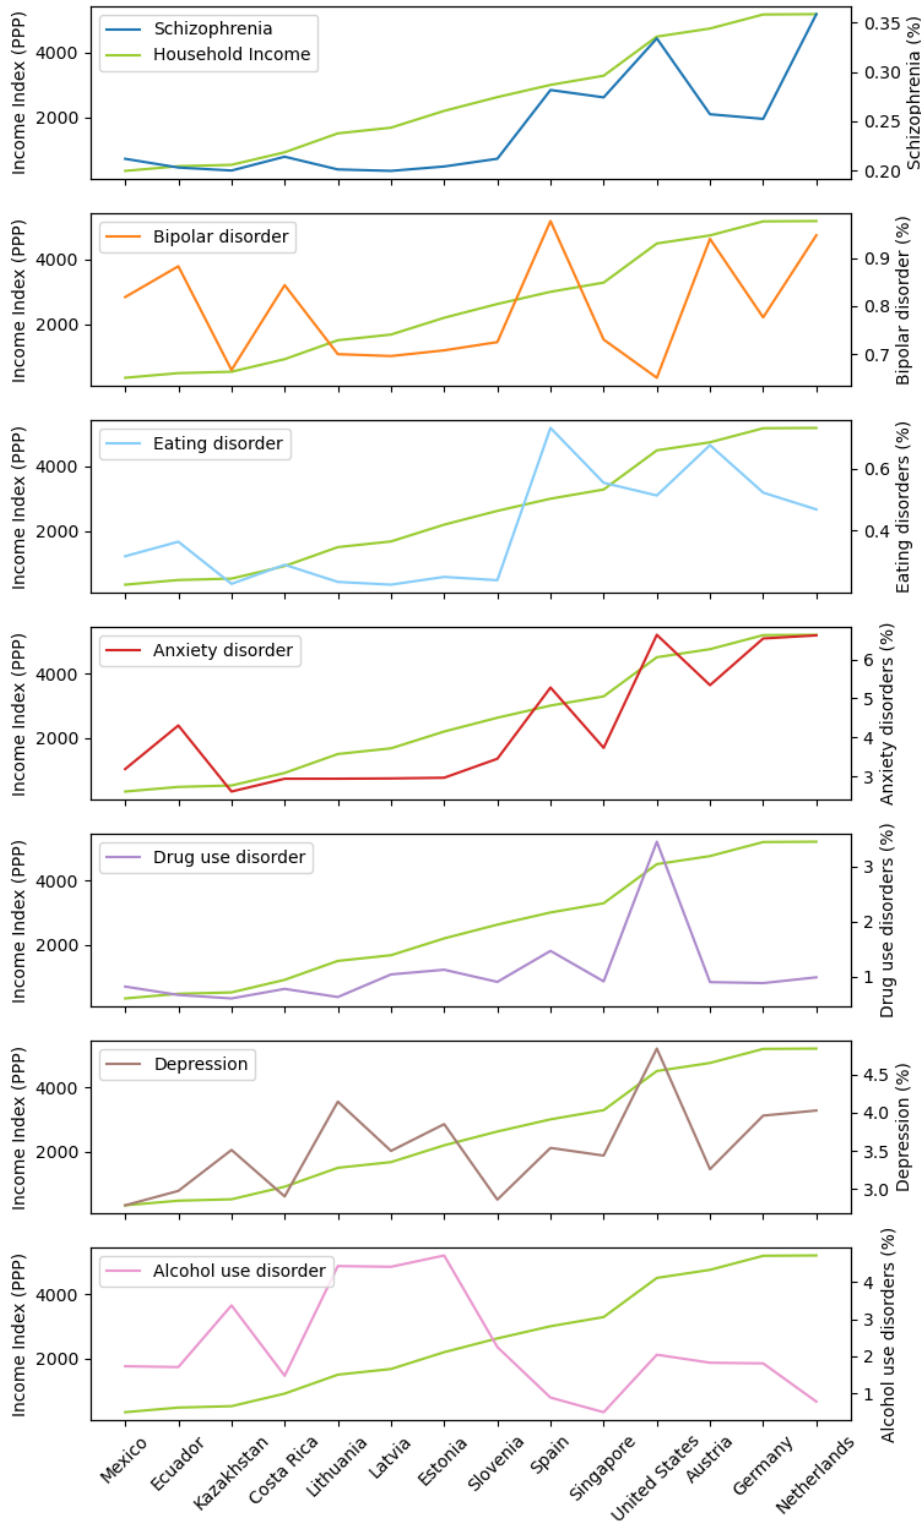 Income Index (PPP)
4000
2000
Schizophrenia
Household Income
0.35
0.30
0.25
0.20
Schizophrenia (%)
Income Index (PPP)
4000
2000
Bipolar disorder
0.9
0.8
0.7
Bipolar disorder (%)
Income Index (PPP)
4000
2000
Eating disorder
0.6
0.4
Eating disorders (%)
Income Index (PPP)
4000
2000
Anxiety disorder
6
5
4
3
Anxiety disorders (%)
Income Index (PPP)
4000
2000
Drug use disorder
3
2
1
Drug use disorders (%)
Income Index (PPP)
4000
2000
Depression
4.5
4.0
3.5
3.0
Depression (%)
Income Index (PPP)
4000
2000
Alcohol use disorder
4
3
2
1
Alcohol use disorders (%)
Mexico
Ecuador
Kazakhstan
Costa Rica
Lithuania
Latvia
Estonia
Slovenia
Spain
Singapore
United States
Austria
Germany
Netherlands